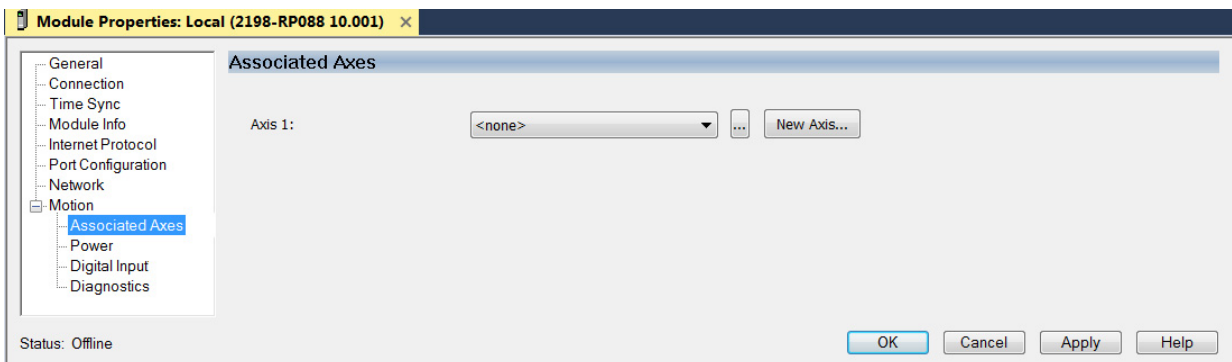 Module Properties: Local (2198-RP088 10.001) ×
General
Connection
Time Sync
Module Info
Internet Protocol
Port Configuration
Network
Motion
Associated Axes
Power
Digital Input
Diagnostics
Associated Axes
Axis 1: <none> ... New Axis...
Status: Offline
OK Cancel Apply Help